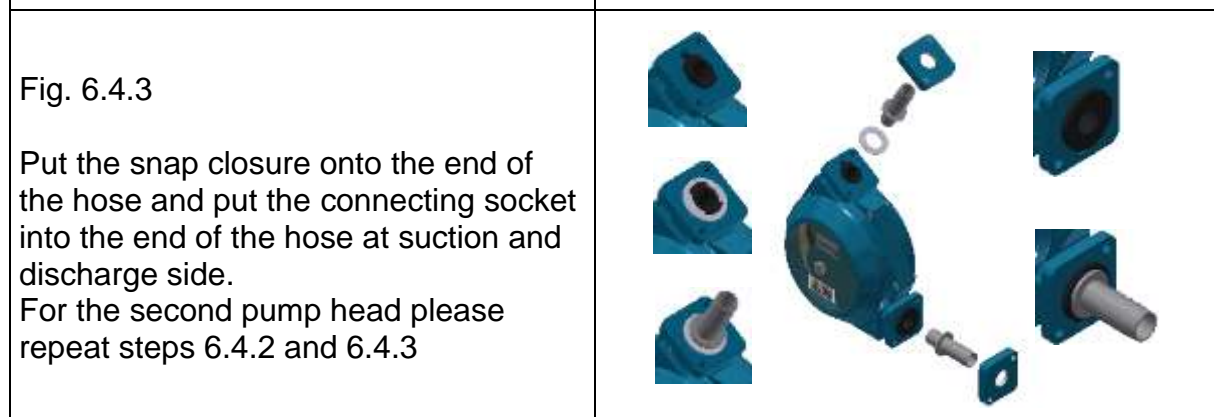 Fig. 6.4.3
Put the snap closure onto the end of
the hose and put the connecting socket
into the end of the hose at suction and
discharge side.
For the second pump head please
repeat steps 6.4.2 and 6.4.3